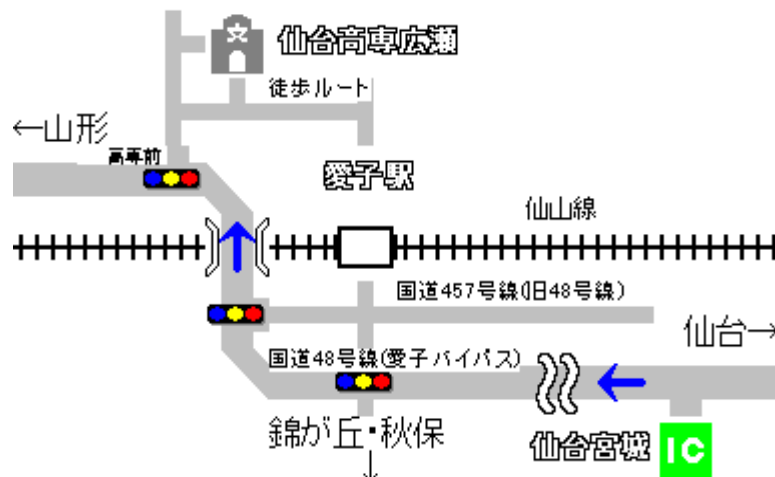 文
仙台高専広瀬
徒歩ルート
←山形
高専前
愛子駅
仙山線
国道457号線(旧48号線)
仙台→
国道48号線(愛子バイパス)
錦が丘・秋保
↓
仙台宮城
IC